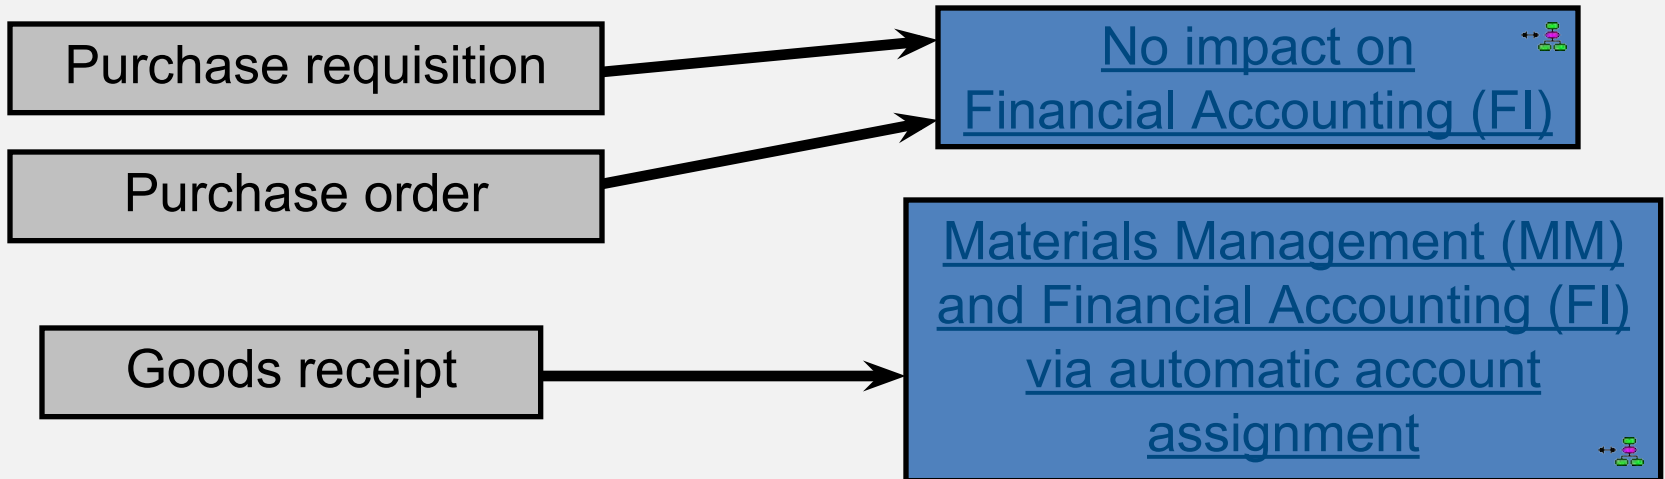 Purchase requisition
No impact on
Financial Accounting (FI)
Purchase order
Materials Management (MM)
and Financial Accounting (FI)
via automatic account
assignment
Goods receipt